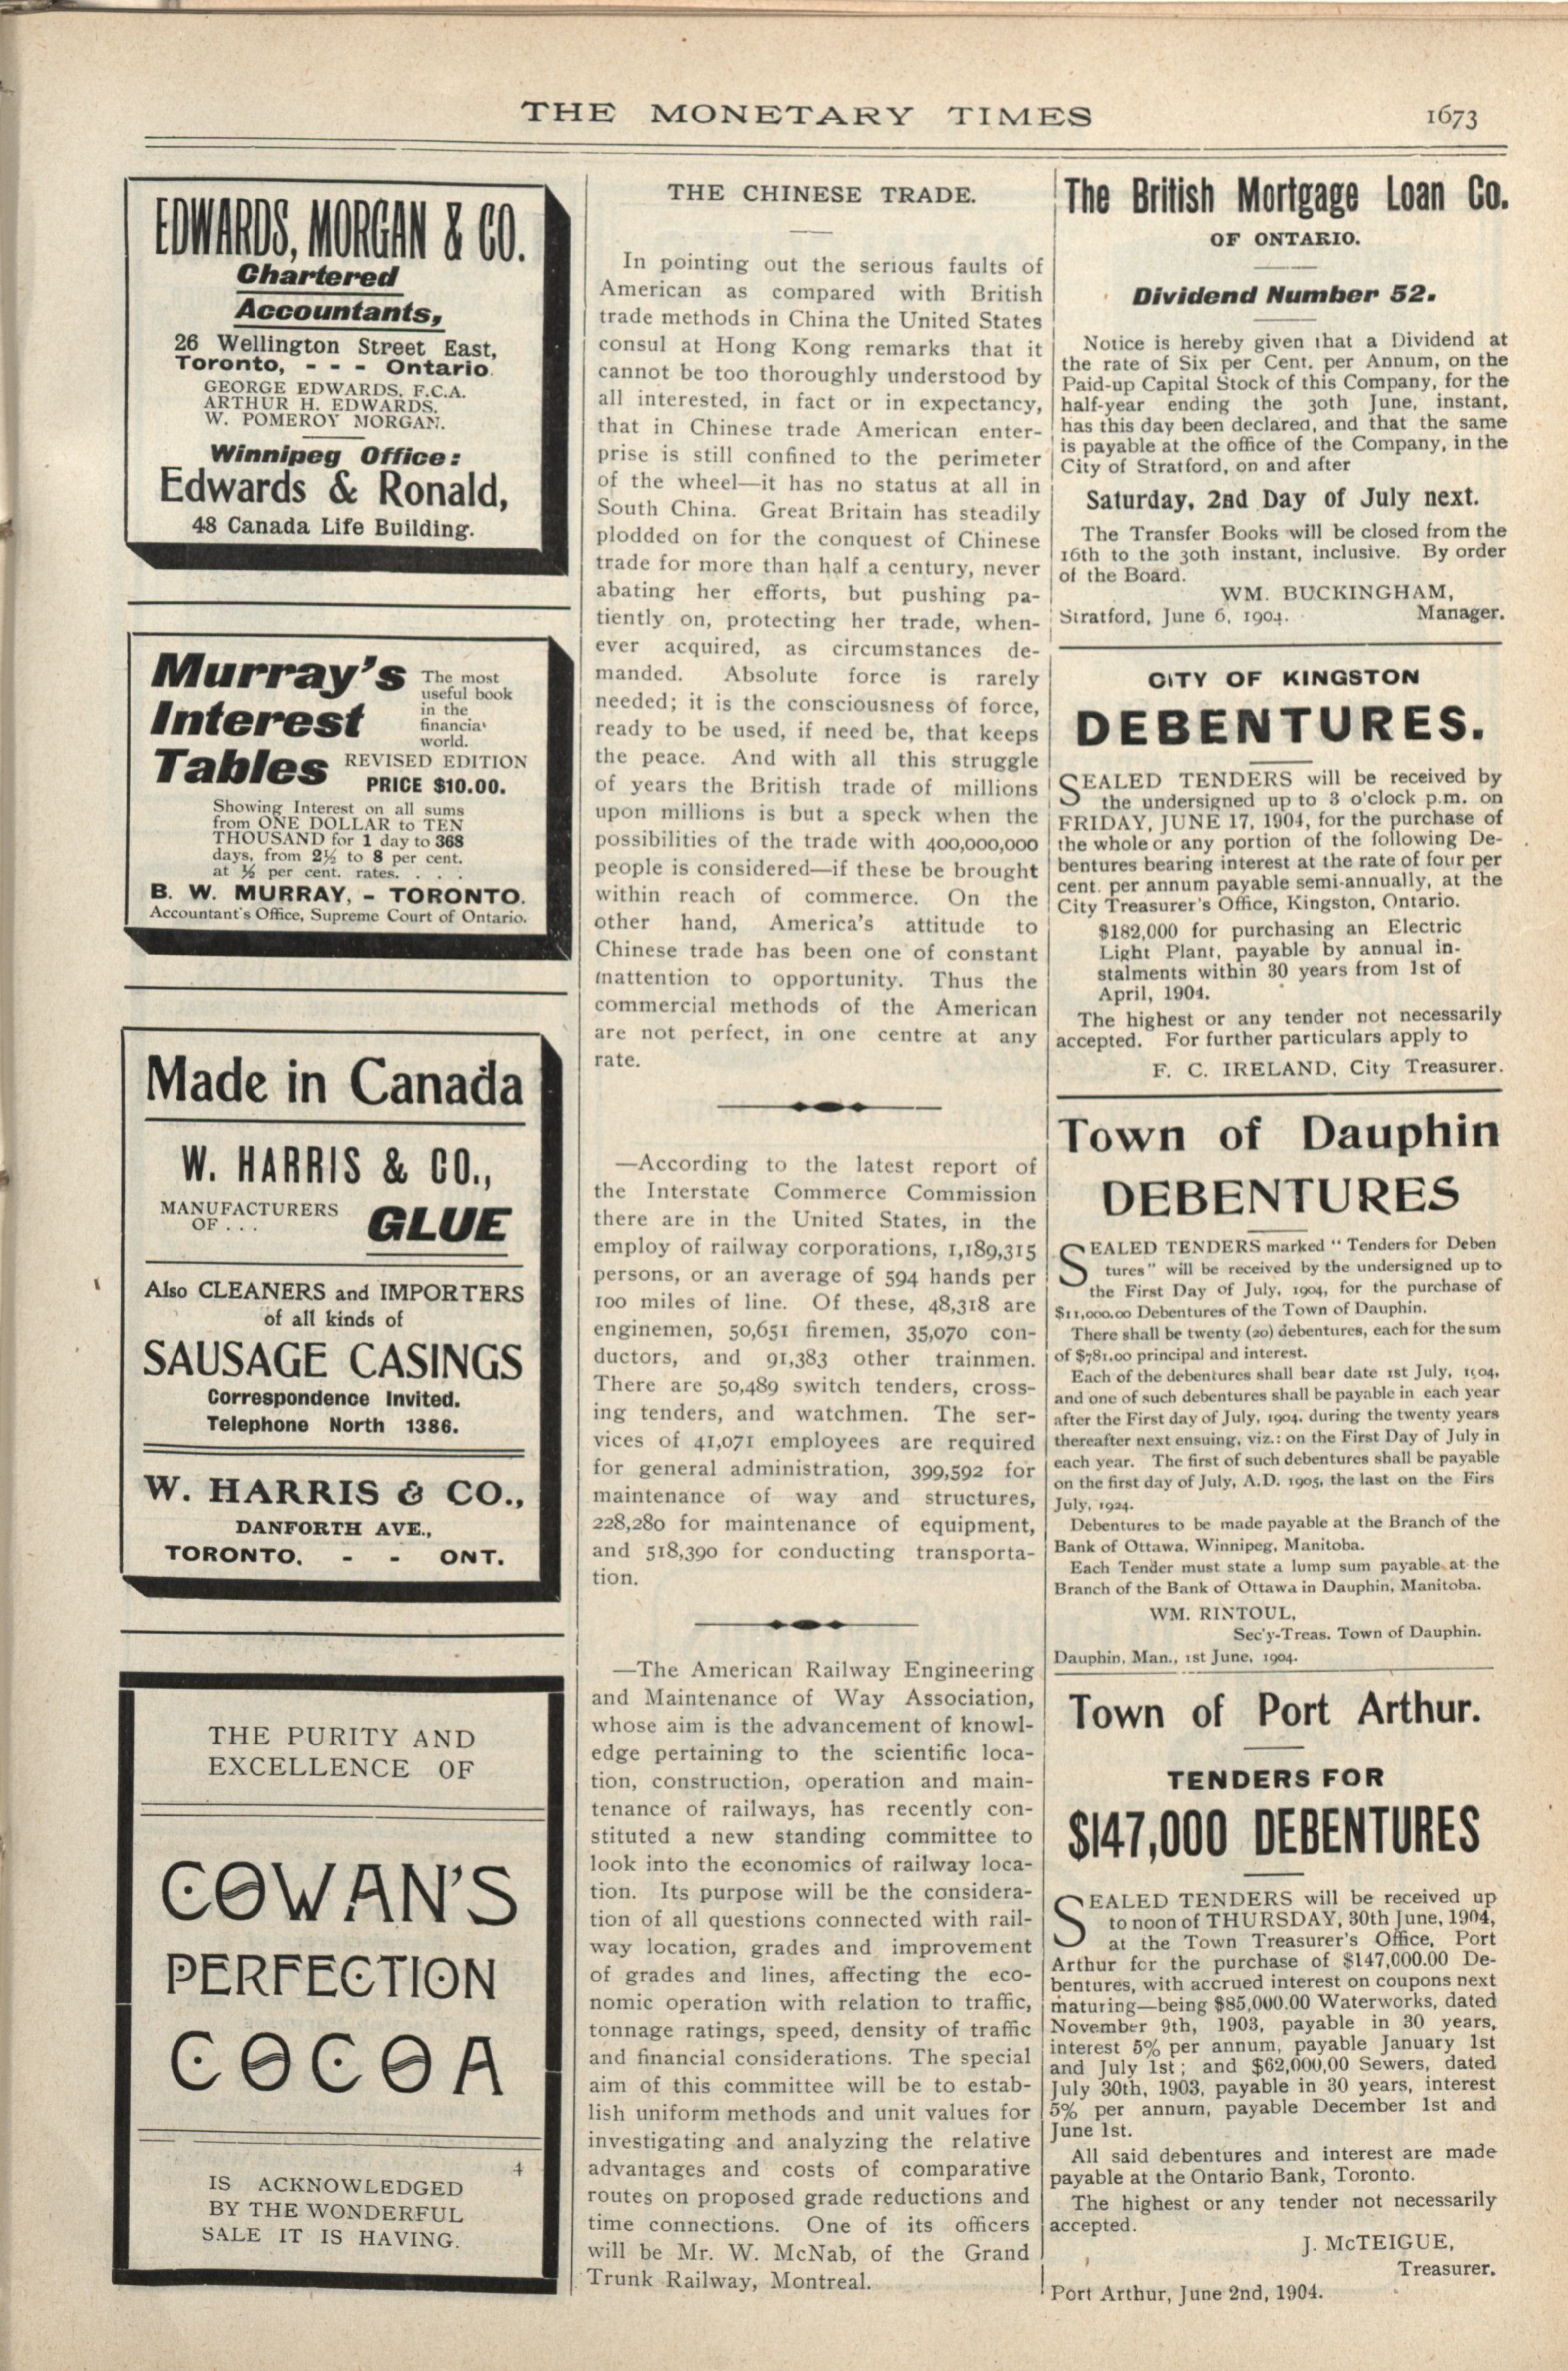 THE MONETARY TIMES
1673
EDWARDS, MORGAN & CO.
Chartered
Accountants,
26 Wellington Street East,
Toronto, - - - Ontario.
GEORGE EDWARDS, F.C.A.
ARTHUR H. EDWARDS.
W. POMEROY MORGAN.
Winnipeg Office:
Edwards & Ronald,
48 Canada Life Building.
Murray's
Interest
Tables
The most
useful book
in the
financia
world.
REVISED EDITION
PRICE $10.00.
Showing Interest on all sums
from ONE DOLLAR to TEN
THOUSAND for 1 day to 368
days, from 2½ to 8 per cent.
at ½ per cent. rates. . . .
B. W. MURRAY, - TORONTO.
Accountant's Office, Supreme Court of Ontario.
Made in Canada
W. HARRIS & CO.,
MANUFACTURERS
OF . . .
GLUE
Also CLEANERS and IMPORTERS
of all kinds of
SAUSAGE CASINGS
Correspondence Invited.
Telephone North 1386.
W. HARRIS & CO.,
DANFORTH AVE.,
TORONTO, - - ONT.
THE PURITY AND
EXCELLENCE OF
COWAN'S
PERFECTION
COCOA
4
IS ACKNOWLEDGED
BY THE WONDERFUL
SALE IT IS HAVING.
THE CHINESE TRADE.
In pointing out the serious faults of
American as compared with British
trade methods in China the United States
consul at Hong Kong remarks that it
cannot be too thoroughly understood by
all interested, in fact or in expectancy,
that in Chinese trade American enter-
prise is still confined to the perimeter
of the wheel—it has no status at all in
South China. Great Britain has steadily
plodded on for the conquest of Chinese
trade for more than half a century, never
abating her efforts, but pushing pa-
tiently on, protecting her trade, when-
ever acquired, as circumstances de-
manded. Absolute force is rarely
needed; it is the consciousness of force,
ready to be used, if need be, that keeps
the peace. And with all this struggle
of years the British trade of millions
upon millions is but a speck when the
possibilities of the trade with 400,000,000
people is considered—if these be brought
within reach of commerce. On the
other hand, America's attitude to
Chinese trade has been one of constant
inattention to opportunity. Thus the
commercial methods of the American
are not perfect, in one centre at any
rate.
—According to the latest report of
the Interstate Commerce Commission
there are in the United States, in the
employ of railway corporations, 1,189,315
persons, or an average of 594 hands per
100 miles of line. Of these, 48,318 are
enginemen, 50,651 firemen, 35,070 con-
ductors, and 91,383 other trainmen.
There are 50,489 switch tenders, cross-
ing tenders, and watchmen. The ser-
vices of 41,071 employees are required
for general administration, 399,592 for
maintenance of way and structures,
228,280 for maintenance of equipment,
and 518,390 for conducting transporta-
tion.
—The American Railway Engineering
and Maintenance of Way Association,
whose aim is the advancement of knowl-
edge pertaining to the scientific loca-
tion, construction, operation and main-
tenance of railways, has recently con-
stituted a new standing committee to
look into the economics of railway loca-
tion. Its purpose will be the considera-
tion of all questions connected with rail-
way location, grades and improvement
of grades and lines, affecting the eco-
nomic operation with relation to traffic,
tonnage ratings, speed, density of traffic
and financial considerations. The special
aim of this committee will be to estab-
lish uniform methods and unit values for
investigating and analyzing the relative
advantages and costs of comparative
routes on proposed grade reductions and
time connections. One of its officers
will be Mr. W. McNab, of the Grand
Trunk Railway, Montreal.
The British Mortgage Loan Co.
OF ONTARIO.
Dividend Number 52.
Notice is hereby given that a Dividend at
the rate of Six per Cent. per Annum, on the
Paid-up Capital Stock of this Company, for the
half-year ending the 30th June, instant,
has this day been declared, and that the same
is payable at the office of the Company, in the
City of Stratford, on and after
Saturday, 2nd Day of July next.
The Transfer Books will be closed from the
16th to the 30th instant, inclusive. By order
of the Board.
WM. BUCKINGHAM,
Stratford, June 6, 1904. Manager.
CITY OF KINGSTON
DEBENTURES.
SEALED TENDERS will be received by
the undersigned up to 3 o'clock p.m. on
FRIDAY, JUNE 17, 1904, for the purchase of
the whole or any portion of the following De-
bentures bearing interest at the rate of four per
cent. per annum payable semi-annually, at the
City Treasurer's Office, Kingston, Ontario.
$182,000 for purchasing an Electric
Light Plant, payable by annual in-
stalments within 30 years from 1st of
April, 1904.
The highest or any tender not necessarily
accepted. For further particulars apply to
F. C. IRELAND, City Treasurer.
Town of Dauphin
DEBENTURES
SEALED TENDERS marked "Tenders for Deben
tures" will be received by the undersigned up to
the First Day of July, 1904, for the purchase of
$11,000.00 Debentures of the Town of Dauphin.
There shall be twenty (20) debentures, each for the sum
of $781.00 principal and interest.
Each of the debentures shall bear date 1st July, 1904,
and one of such debentures shall be payable in each year
after the First day of July, 1904, during the twenty years
thereafter next ensuing, viz.: on the First Day of July in
each year. The first of such debentures shall be payable
on the first day of July, A.D. 1905, the last on the Firs
July, 1924.
Debentures to be made payable at the Branch of the
Bank of Ottawa, Winnipeg, Manitoba.
Each Tender must state a lump sum payable at the
Branch of the Bank of Ottawa in Dauphin, Manitoba.
WM. RINTOUL,
Sec'y-Treas. Town of Dauphin.
Dauphin, Man., 1st June, 1904.
Town of Port Arthur.
TENDERS FOR
$147,000 DEBENTURES
SEALED TENDERS will be received up
to noon of THURSDAY, 30th June, 1904,
at the Town Treasurer's Office, Port
Arthur for the purchase of $147,000.00 De-
bentures, with accrued interest on coupons next
maturing—being $85,000.00 Waterworks, dated
November 9th, 1903, payable in 30 years,
interest 5% per annum, payable January 1st
and July 1st; and $62,000,00 Sewers, dated
July 30th, 1903, payable in 30 years, interest
5% per annum, payable December 1st and
June 1st.
All said debentures and interest are made
payable at the Ontario Bank, Toronto.
The highest or any tender not necessarily
accepted.
J. McTEIGUE,
Treasurer.
Port Arthur, June 2nd, 1904.